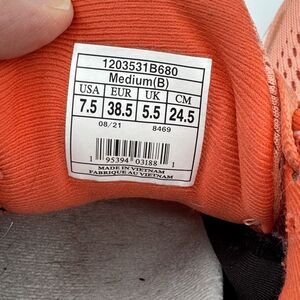 1203531B680
Medium(B)
USA EUR UK CM
7.5 38.5 5.5 24.5
08/21 8469
1 95394 03188 1
MADE IN VIETNAM
FABRIQUE AU VIETNAM